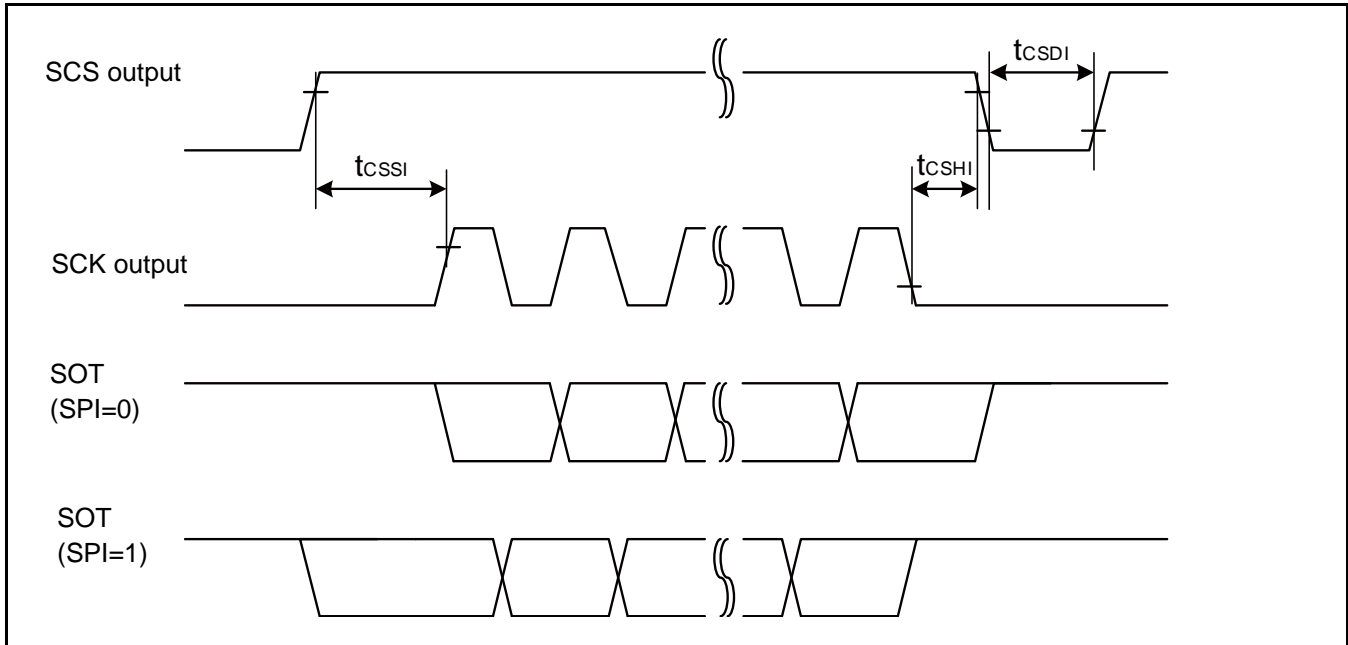 SCS output
tCSDI
tCSSI
tCSHI
SCK output
SOT
(SPI=0)
SOT
(SPI=1)